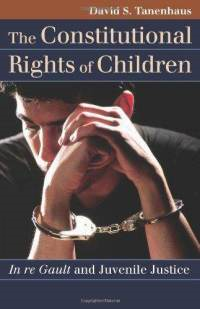 David S. Tanenhaus
The Constitutional
Rights of Children
In re Gault and Juvenile Justice